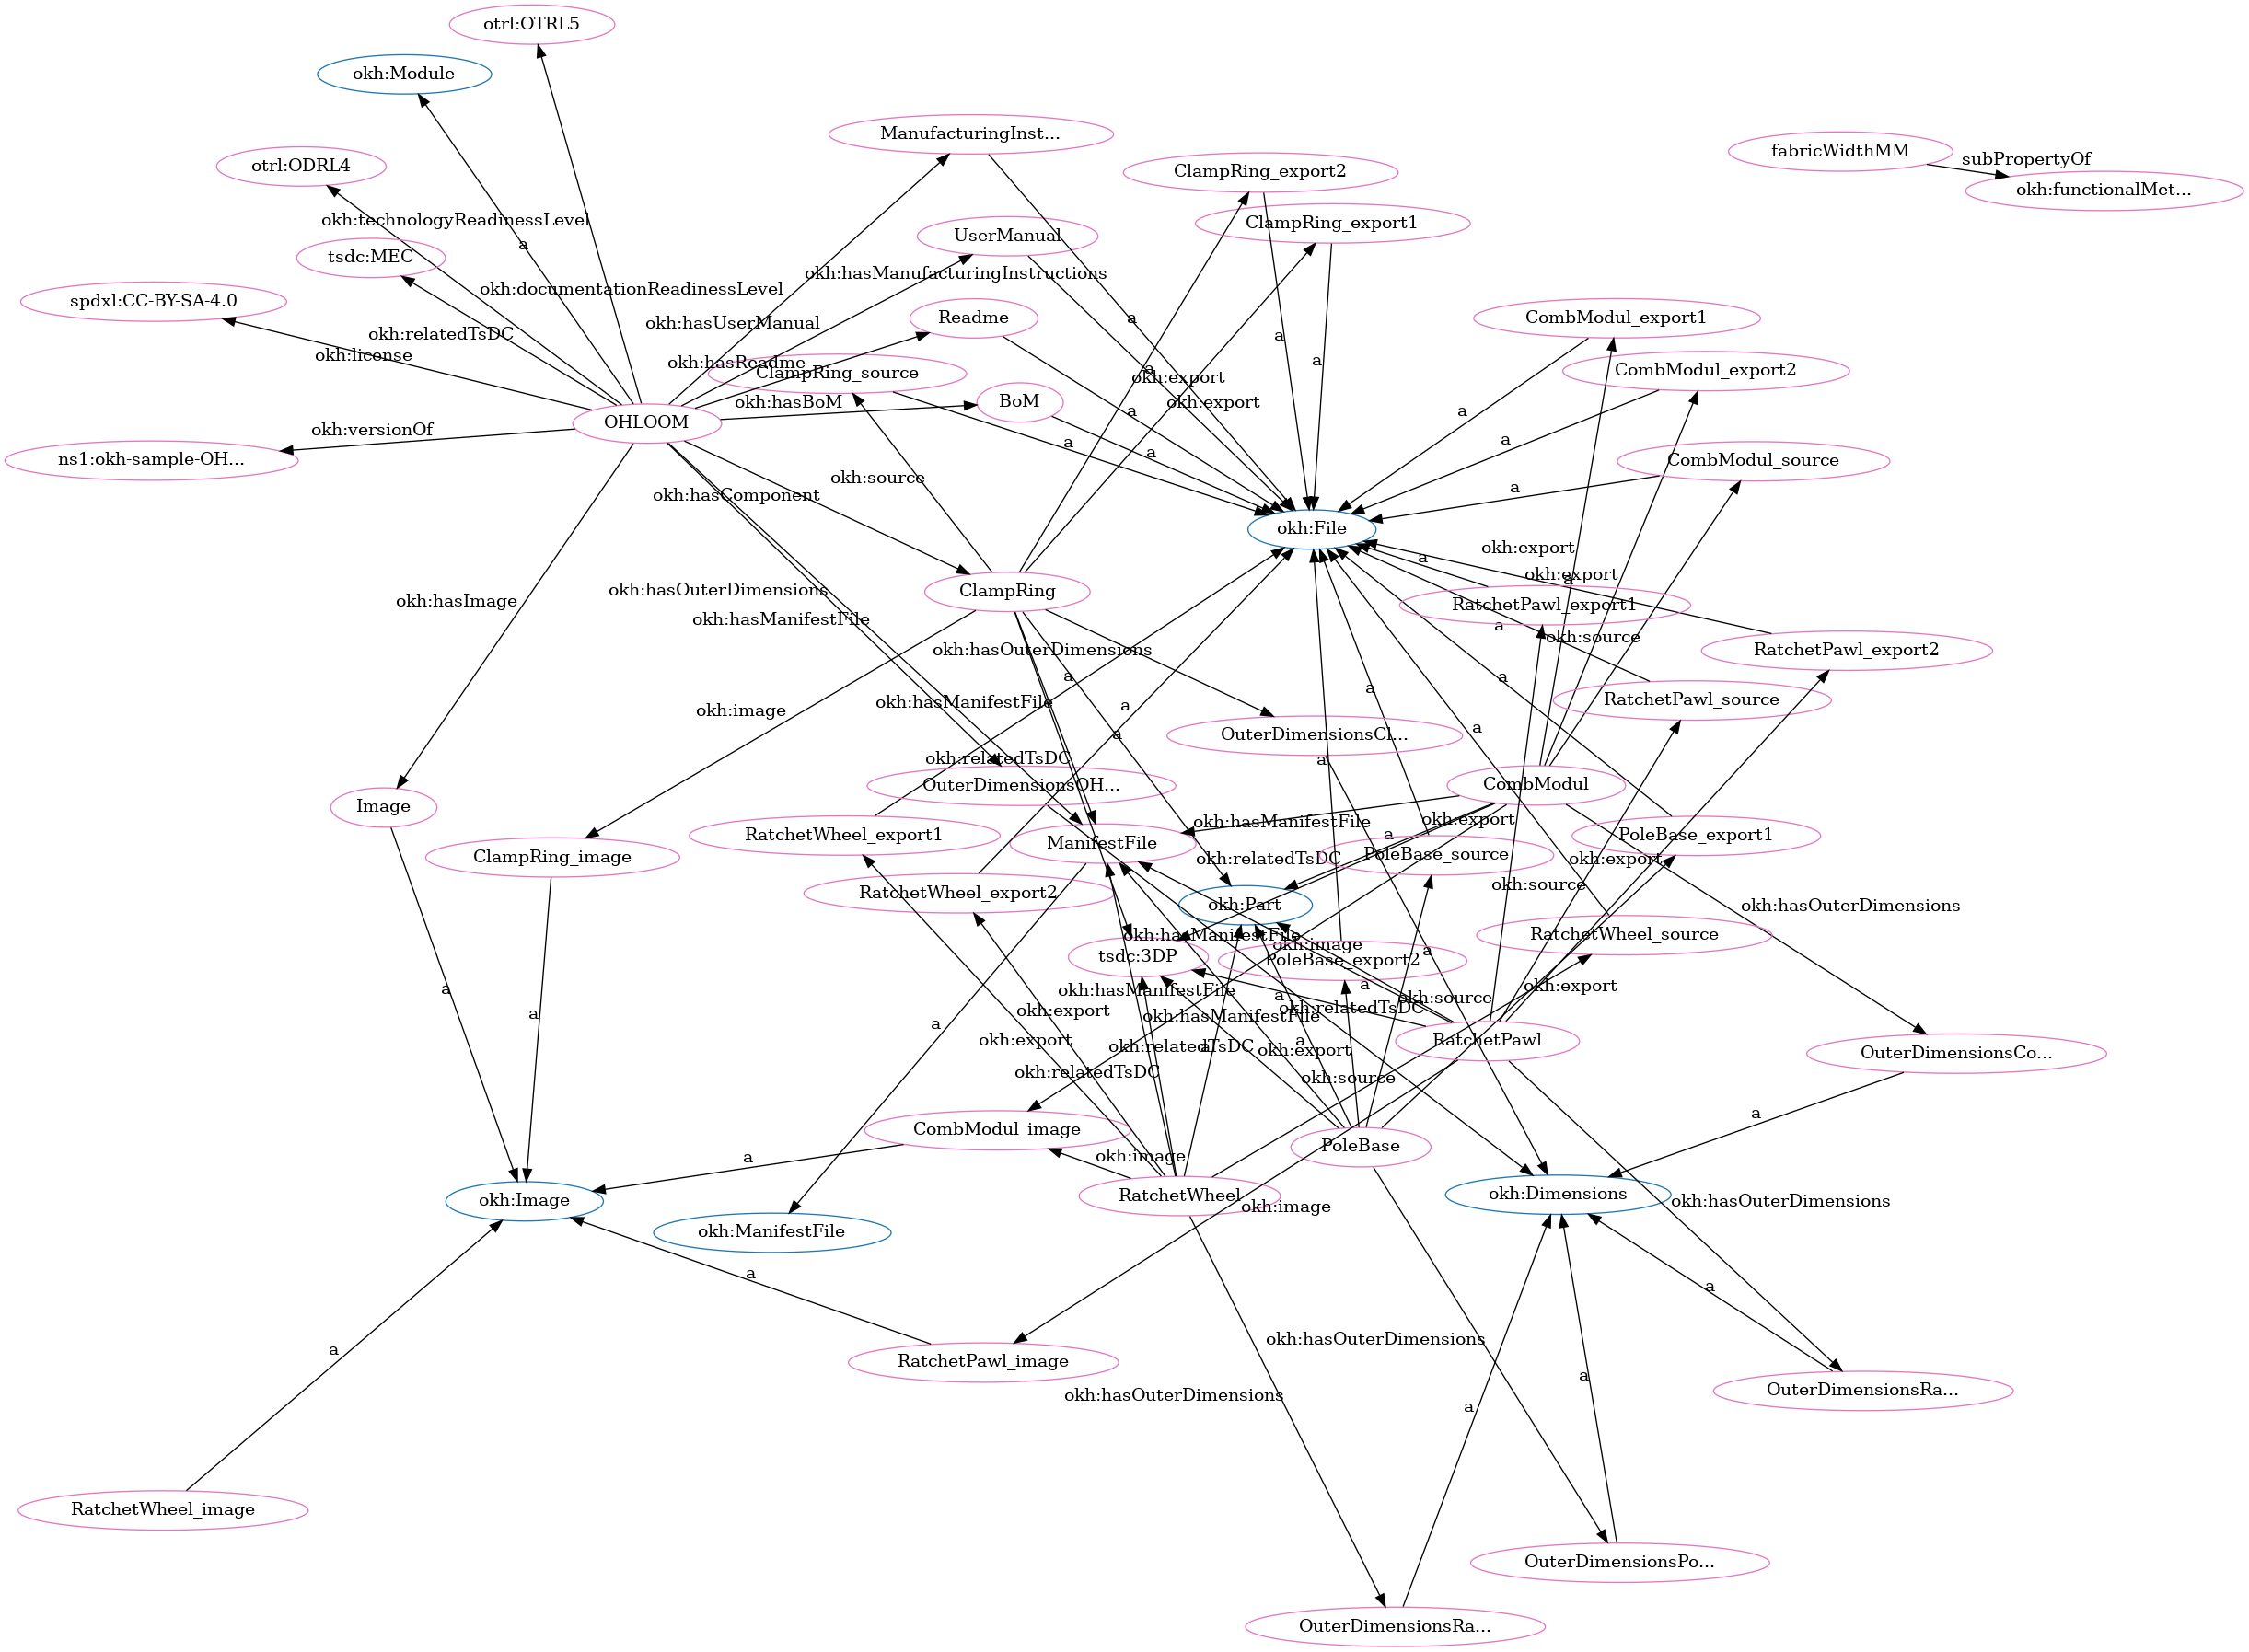 otrl:OTRL5
okh:Module
ManufacturingInst...
fabricWidthMM
subPropertyOf
otrl:ODRL4
ClampRing_export2
okh:functionalMet...
okh:technologyReadinessLevel
ClampRing_export1
UserManual
a
tsdc:MEC
okh:hasManufacturingInstructions
okh:documentationReadinessLevel
spdxl:CC-BY-SA-4.0
Readme
a
CombModul_export1
okh:hasUserManual
okh:relatedTsDC
a
okh:license
okh:hasReadme
a
ClampRing_source
a
okh:export
CombModul_export2
okh:hasBoM
BoM
okh:export
a
a
OHLOOM
okh:versionOf
a
a
a
ns1:okh-sample-OH...
CombModul_source
okh:source
a
okh:hasComponent
okh:File
okh:export
a
okh:export
a
okh:hasOuterDimensions
ClampRing
okh:hasImage
RatchetPawl_export1
okh:hasManifestFile
a
okh:source
okh:hasOuterDimensions
RatchetPawl_export2
a
a
a
okh:image
okh:hasManifestFile
a
RatchetPawl_source
a
a
OuterDimensionsCl...
okh:relatedTsDC
a
OuterDimensionsOH...
CombModul
Image
okh:hasManifestFile
okh:export
RatchetWheel_export1
ManifestFile
a
PoleBase_export1
ClampRing_image
okh:relatedTsDC
PoleBase_source
okh:export
RatchetWheel_export2
okh:source
okh:Part
okh:hasOuterDimensions
okh:hasManifestFile
okh:image
RatchetWheel_source
tsdc:3DP
PoleBase_export2
a
a
a
okh:hasManifestFile
a
a
okh:source
okh:export
okh:export
okh:hasManifestFile
okh:relatedTsDC
a
okh:export
okh:relatedTsDC
a
okh:export
a
RatchetPawl
OuterDimensionsCo...
okh:relatedTsDC
okh:source
a
CombModul_image
PoleBase
a
okh:image
okh:Image
RatchetWheel
okh:Dimensions
okh:image
okh:hasOuterDimensions
okh:ManifestFile
a
a
okh:hasOuterDimensions
a
RatchetPawl_image
a
okh:hasOuterDimensions
OuterDimensionsRa...
a
RatchetWheel_image
OuterDimensionsPo...
OuterDimensionsRa...